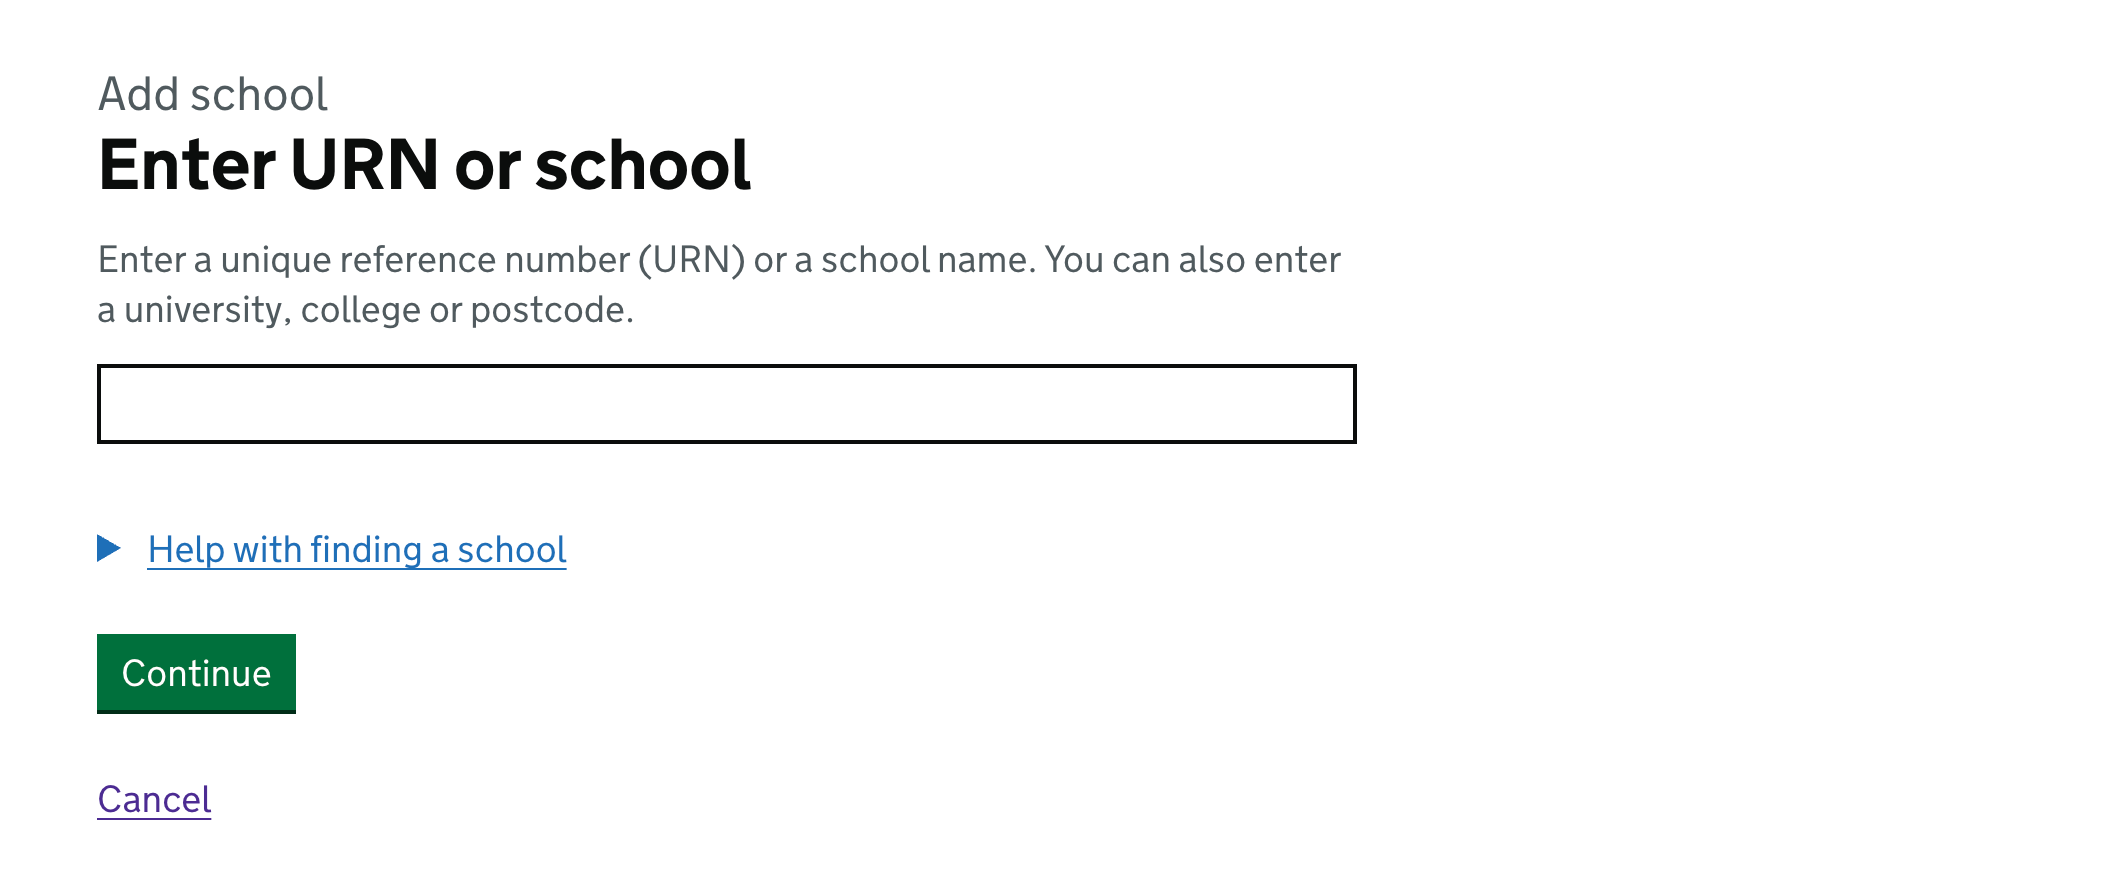 Add school
Enter URN or school
Enter a unique reference number (URN) or a school name. You can also enter
a university, college or postcode.
Help with finding a school
Continue
Cancel